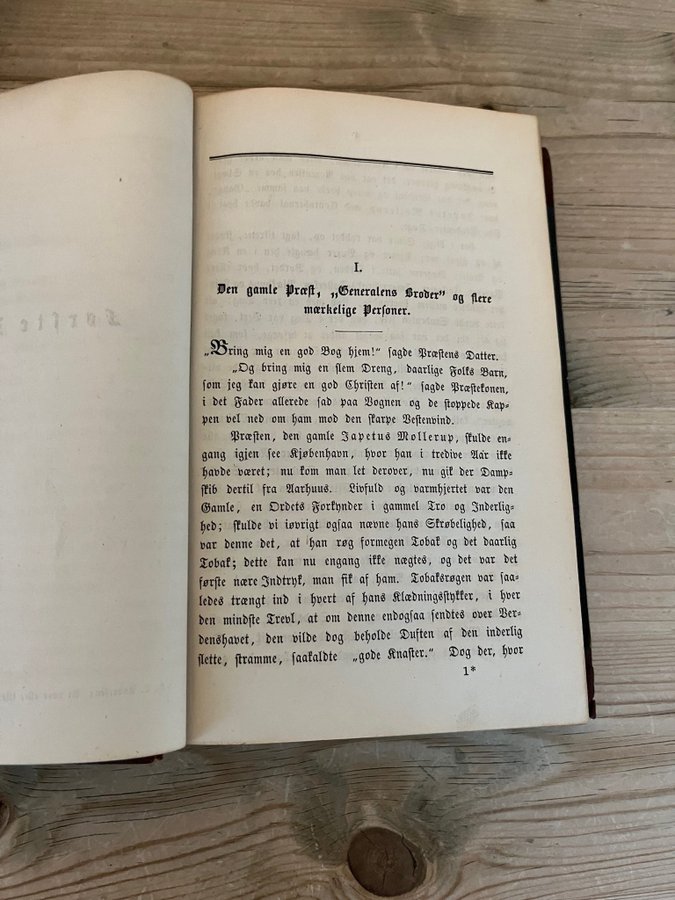 I.
Den gamle Præst, „Generalens Broder” og flere
mærkelige Personer.
„Bring mig en god Bog hjem!“ sagde Præstens Datter.
„Og bring mig en slem Dreng, daarlige Folks Barn,
som jeg kan gjøre en god Christen af!“ sagde Præstekonen,
i det Fader allerede sad paa Vognen og de stoppede Kap-
pen vel ned om ham mod den skarpe Vestenvind.
Præsten, den gamle Japetus Mollerup, skulde en-
gang igjen see Kjøbenhavn, hvor han i tredive Aar ikke
havde været; nu kom man let derover, nu gik der Damp-
skib dertil fra Aarhuus. Livfuld og varmhjertet var den
Gamle, en Ordets Forkynder i gammel Tro og Inderlig-
hed; skulde vi iøvrigt ogsaa nævne hans Skrøbelighed, saa
var denne det, at han røg formegen Tobak og det daarlig
Tobak; dette kan nu engang ikke nægtes, og det var det
første nære Indtryk, man fik af ham. Tobaksrøgen var saa-
ledes trængt ind i hvert af hans Klædningsstykker, i hver
den mindste Trevl, at om denne endogsaa sendtes over Ver-
denshavet, den vilde dog beholde Duften af den inderlig
slette, stramme, saakaldte „gode Knaster.“ Dog der, hvor
1*